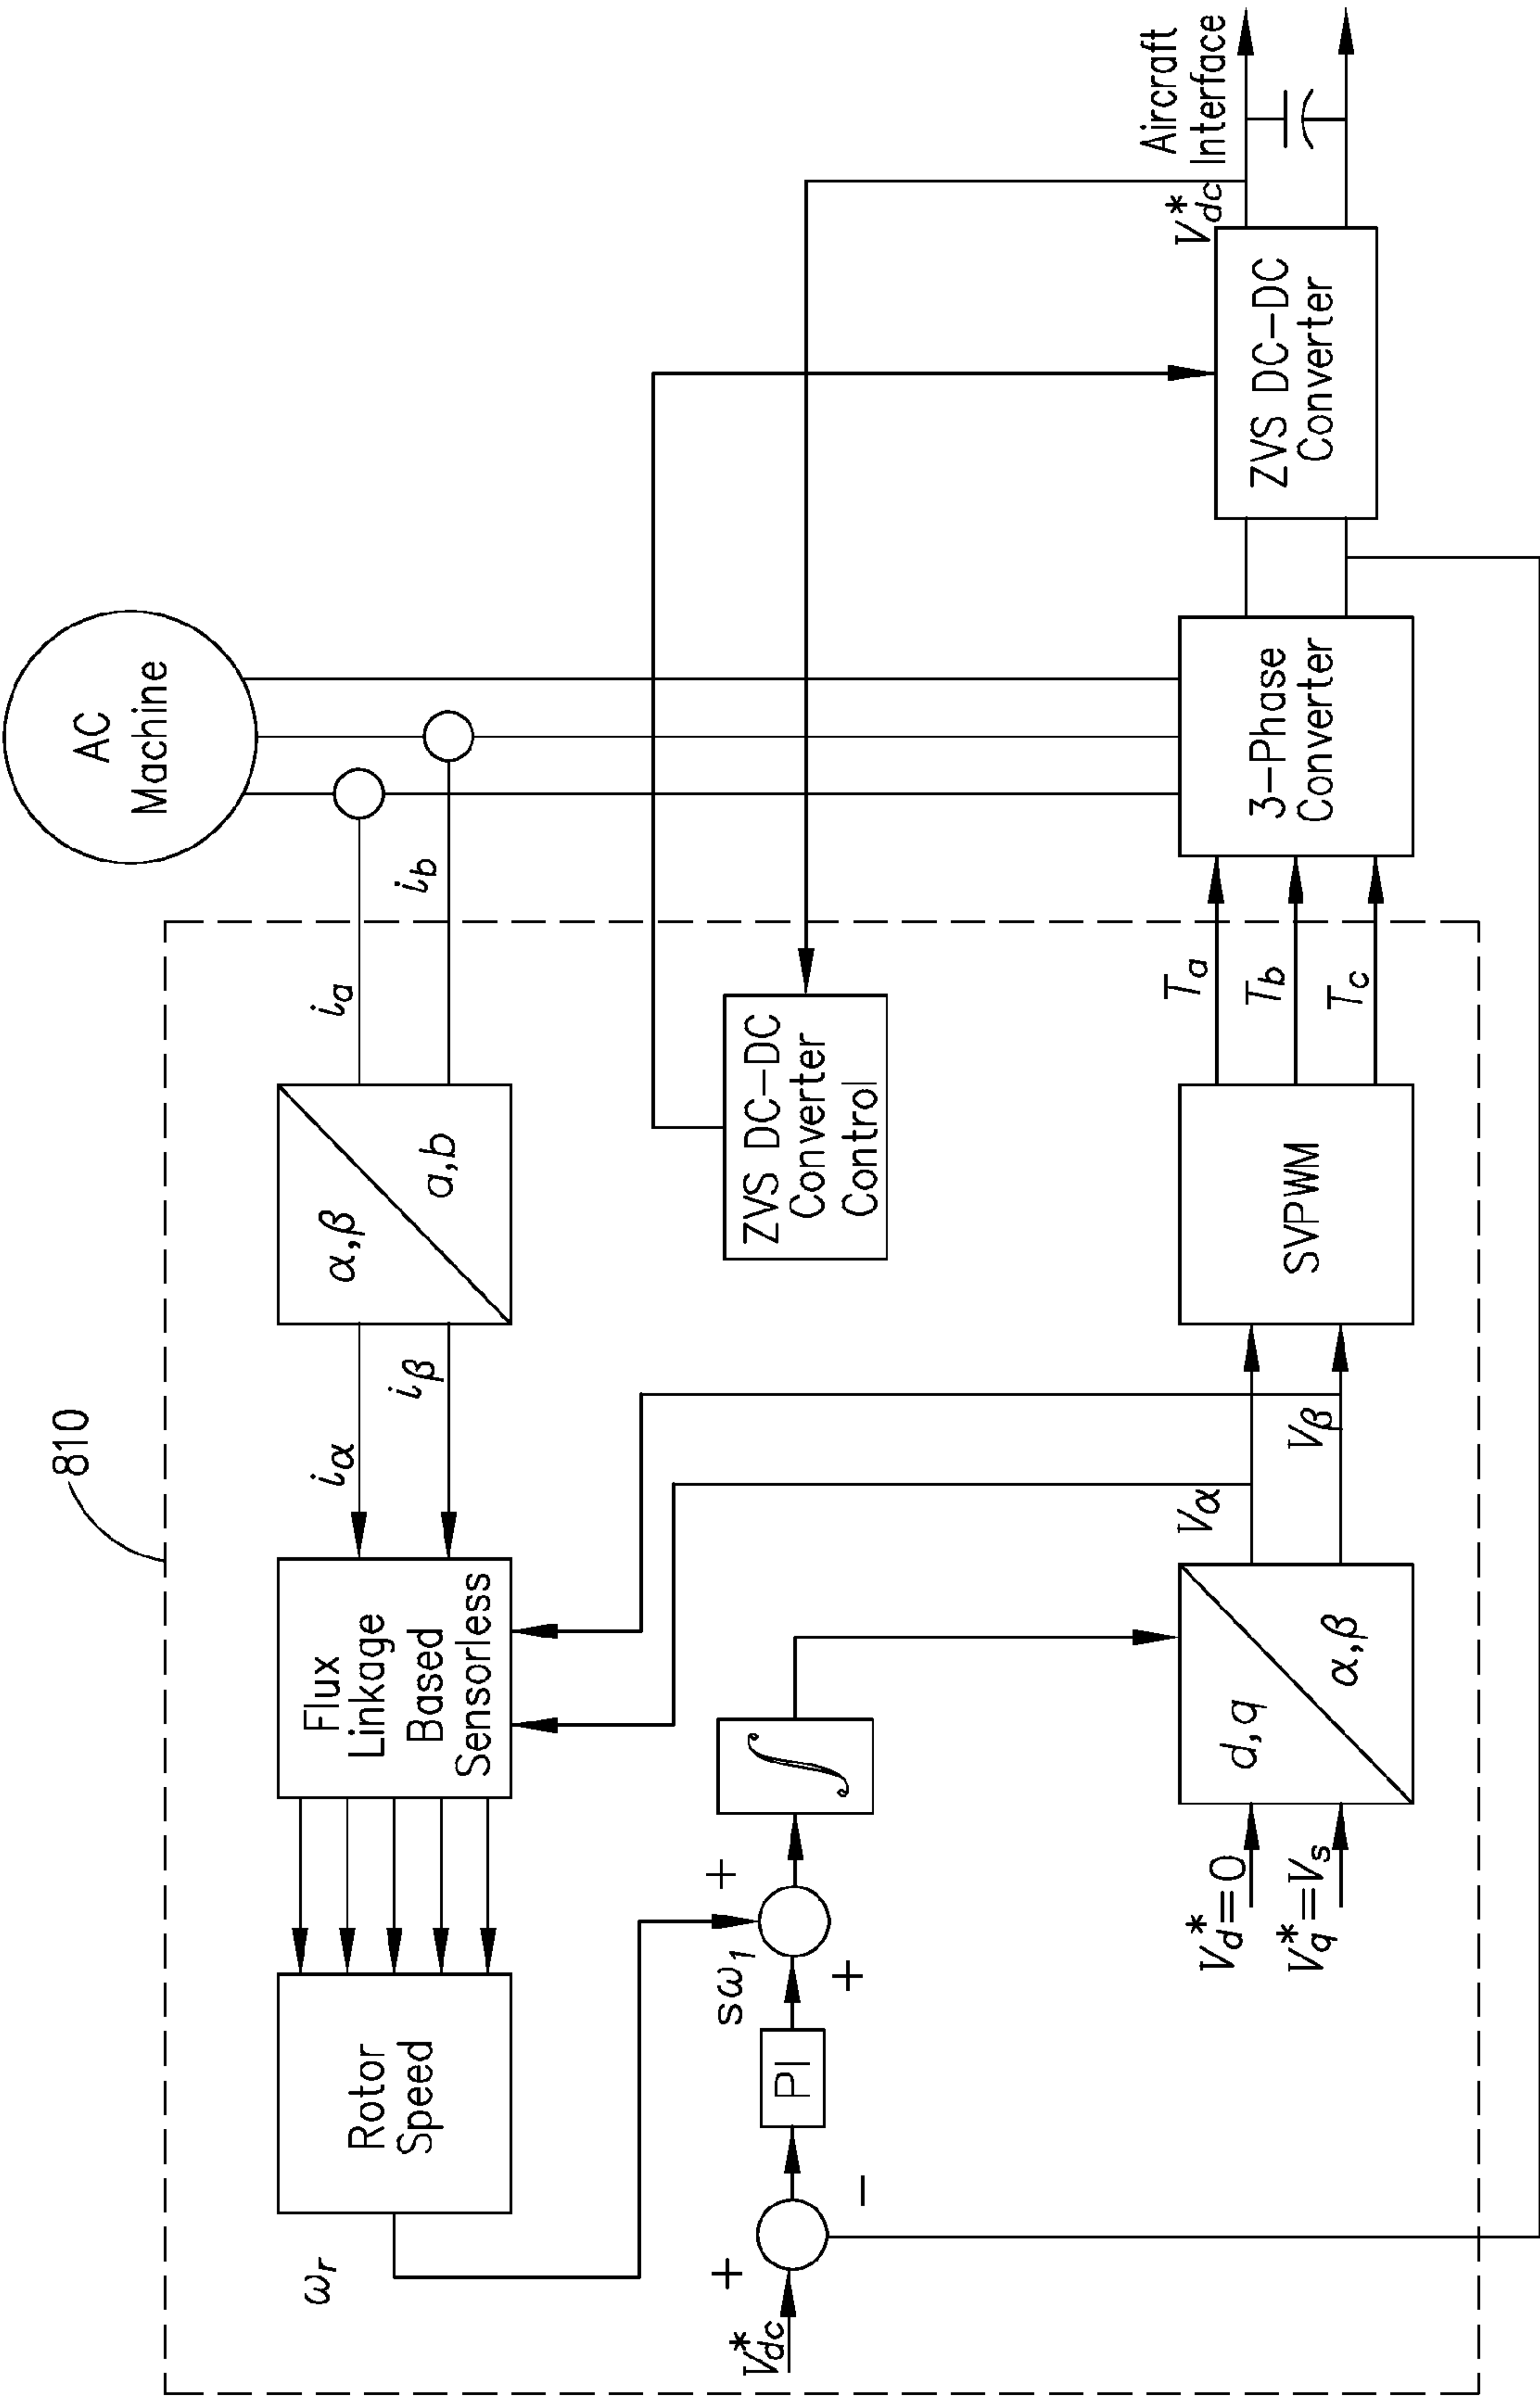 810
AC
Machine
ia
ib
α,β
a,b
iα
iβ
Flux
Linkage
Based
Sensorless
Rotor
Speed
ωr
V*dc
+
−
PI
sω1
+
+
∫
ZVS DC−DC
Converter
Control
V*d=0
V*q=Vs
d,q
α,β
Vα
Vβ
SVPWM
Ta
Tb
Tc
3−Phase
Converter
ZVS DC−DC
Converter
V*dc
Aircraft
Interface